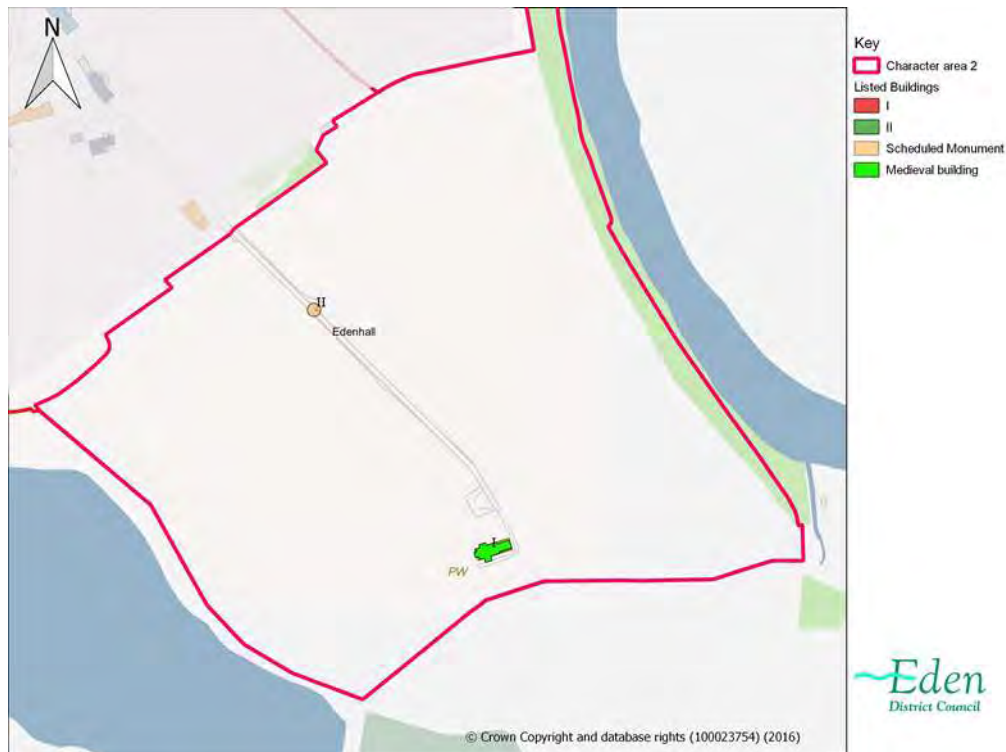 N
II
Edenhall
I
PW
© Crown Copyright and database rights (100023754) (2016)
Key
Character area 2
Listed Buildings
I
II
Scheduled Monument
Medieval building
Eden
District Council